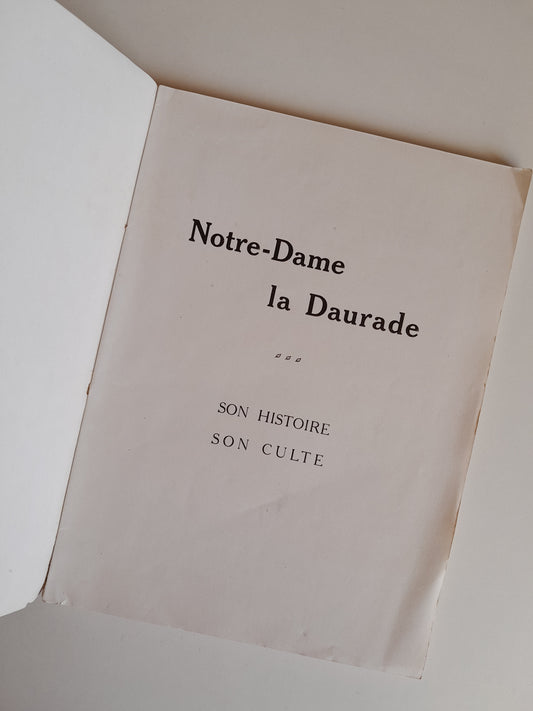 Notre-Dame
la Daurade
SON HISTOIRE
SON CULTE